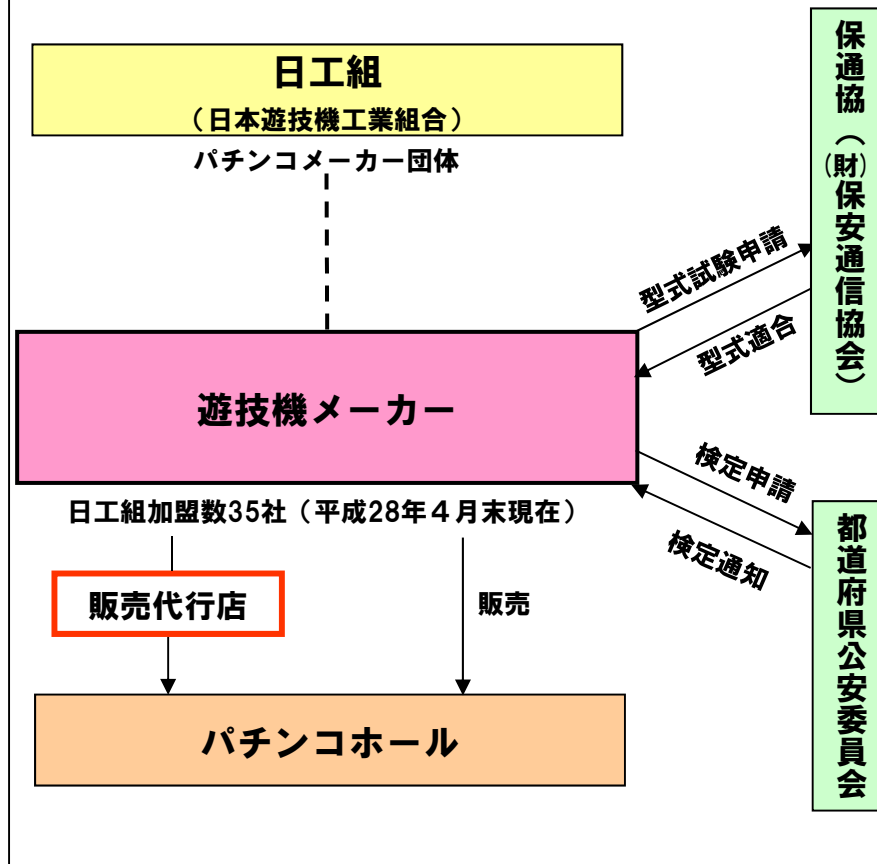 日工組
（日本遊技機工業組合）
パチンコメーカー団体
保通協（(財)保安通信協会）
型式試験申請
型式適合
遊技機メーカー
検定申請
検定通知
日工組加盟数35社（平成28年４月末現在）
販売代行店
販売
都道府県公安委員会
パチンコホール